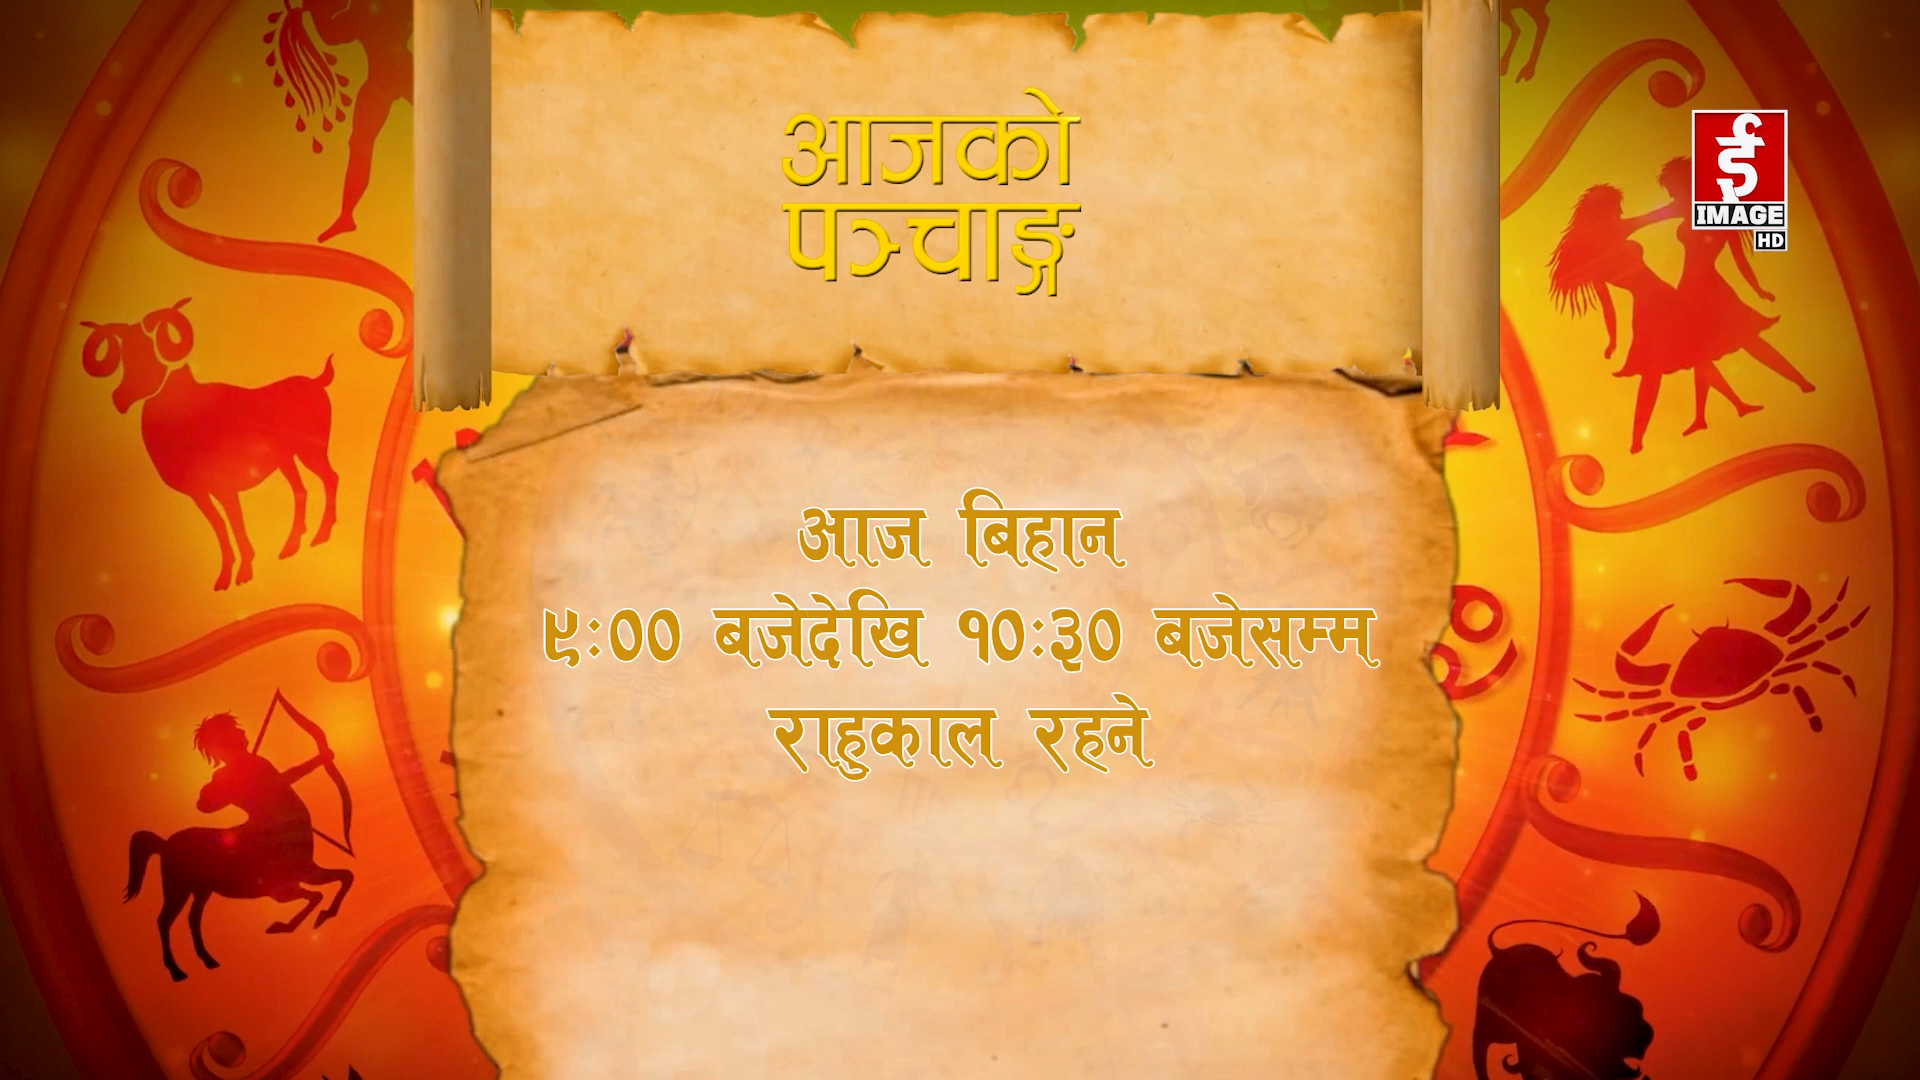 आजको
पञ्चाङ्ग
IMAGE
HD
आज बिहान
९:०० बजेदेखि १०:३० बजेसम्म
राहुकाल रहने